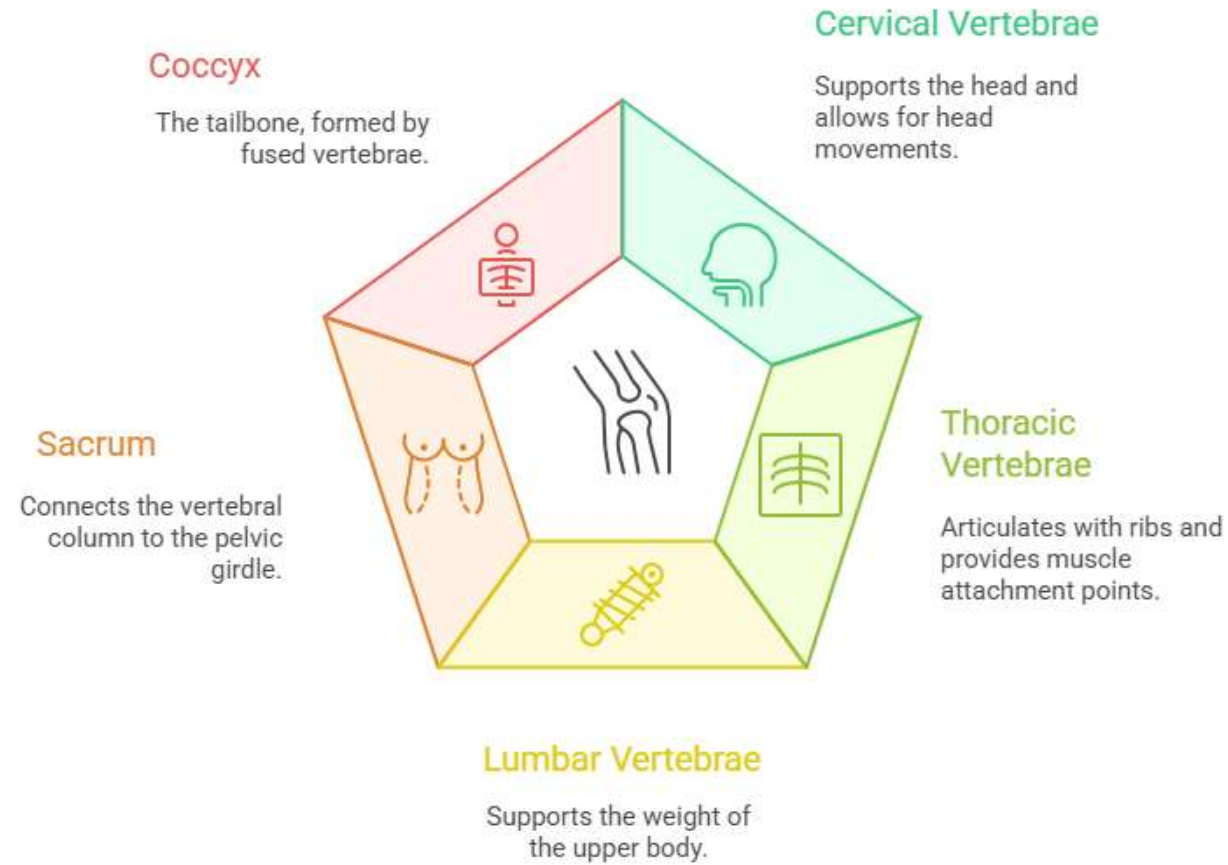 Cervical Vertebrae
Supports the head and
allows for head
movements.
Coccyx
The tailbone, formed by
fused vertebrae.
Thoracic
Vertebrae
Articulates with ribs and
provides muscle
attachment points.
Sacrum
Connects the vertebral
column to the pelvic
girdle.
Lumbar Vertebrae
Supports the weight of
the upper body.